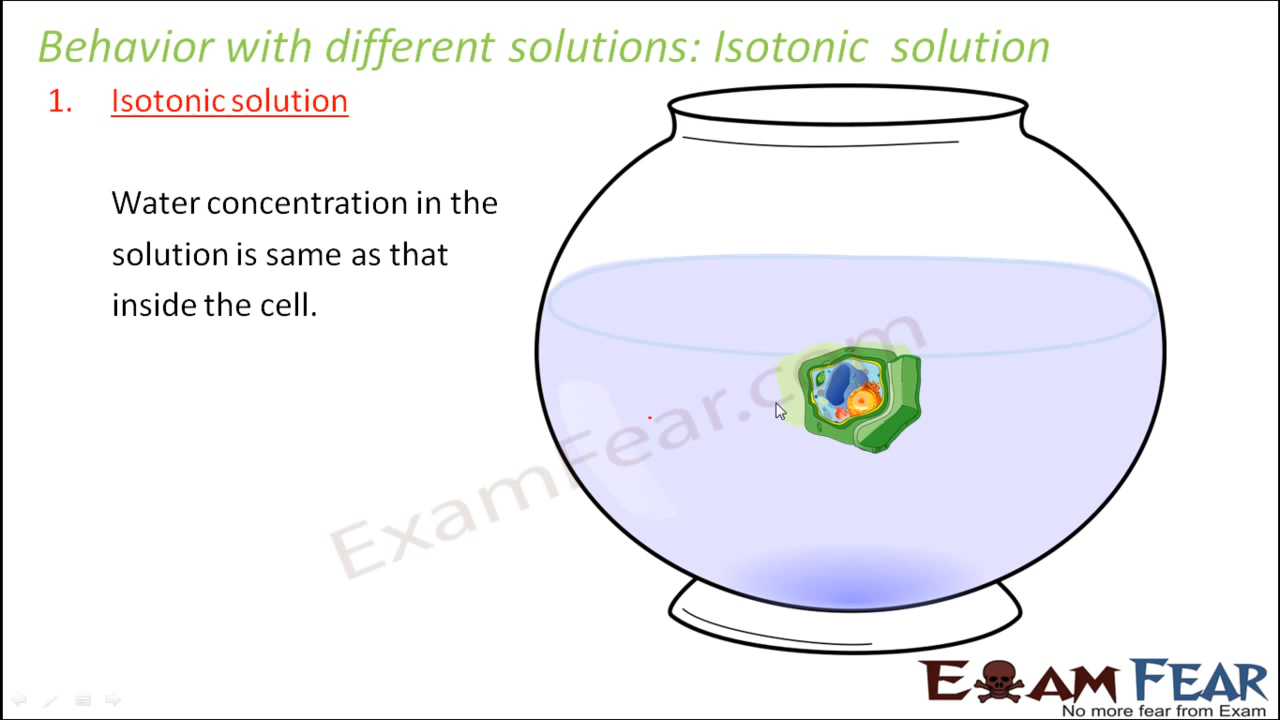 Behavior with different solutions: Isotonic solution
1. Isotonic solution
Water concentration in the
solution is same as that
inside the cell.
ExamFear.com
EXAM FEAR
No more fear from Exam